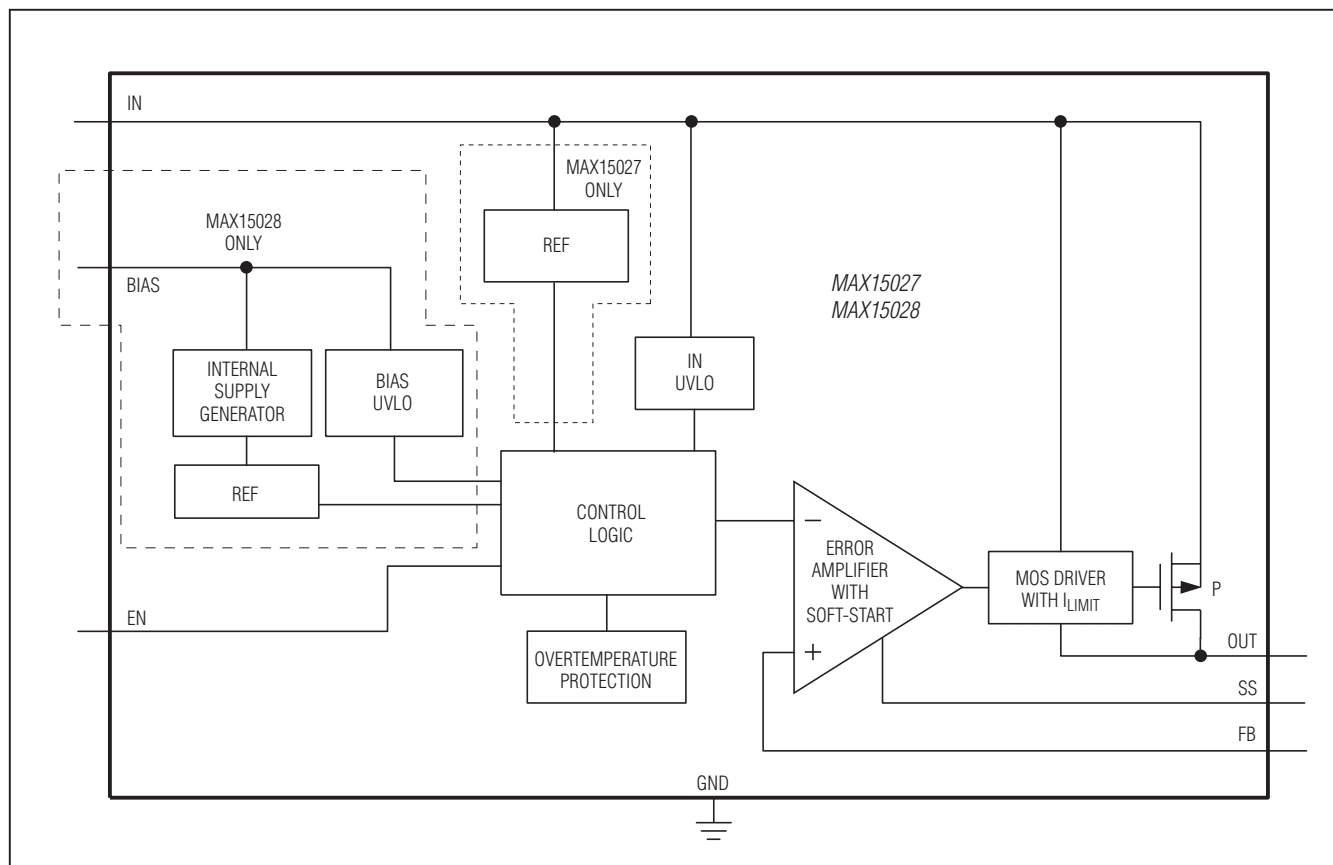 IN
MAX15027
ONLY
REF
MAX15028
ONLY
BIAS
MAX15027
MAX15028
INTERNAL
SUPPLY
GENERATOR
BIAS
UVLO
IN
UVLO
REF
CONTROL
LOGIC
−
ERROR
AMPLIFIER
WITH
SOFT-START
+
MOS DRIVER
WITH ILIMIT
P
EN
OVERTEMPERATURE
PROTECTION
OUT
SS
FB
GND